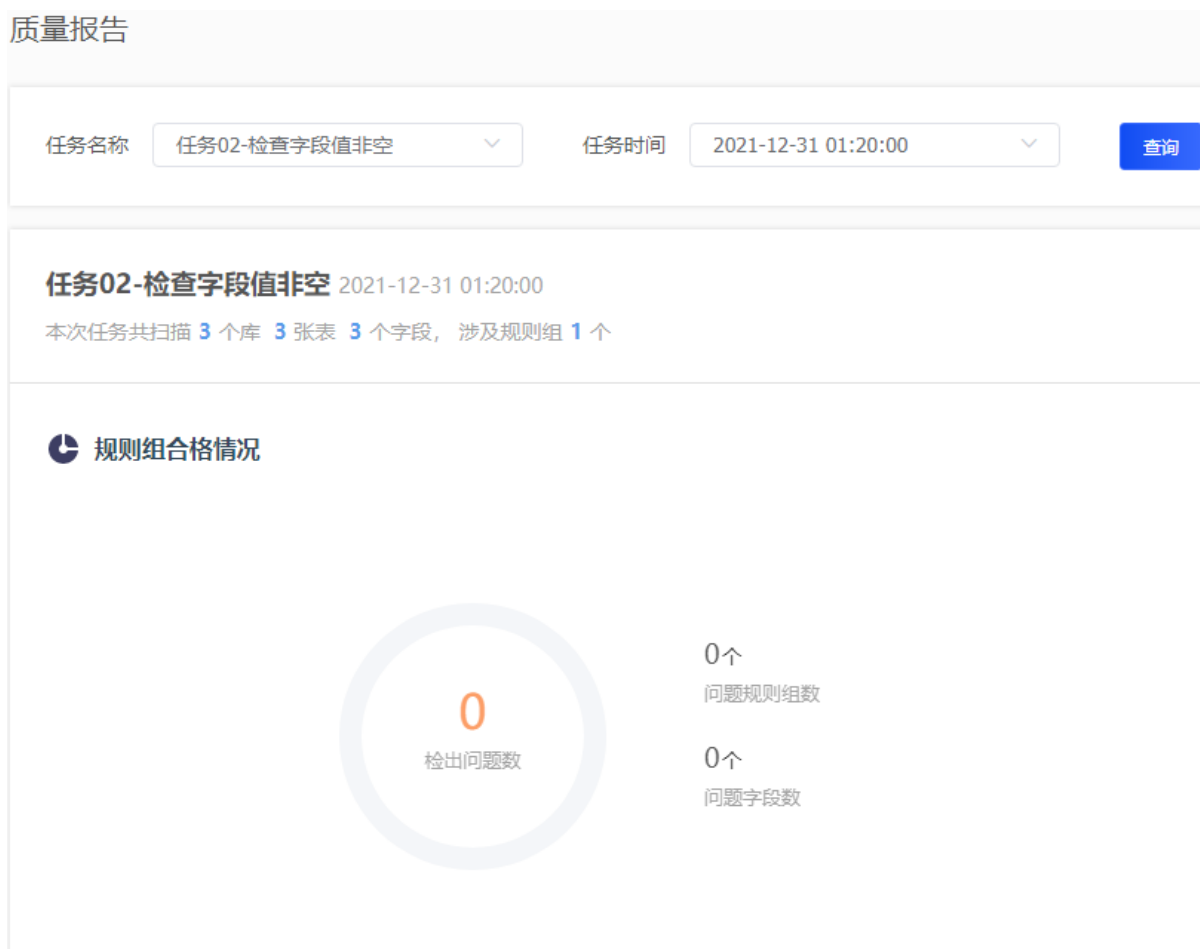 质量报告
任务名称 任务02-检查字段值非空 任务时间 2021-12-31 01:20:00 查询
任务02-检查字段值非空 2021-12-31 01:20:00
本次任务共扫描 3 个库 3 张表 3 个字段， 涉及规则组 1 个
规则组合格情况
0
检出问题数
0个
问题规则组数
0个
问题字段数